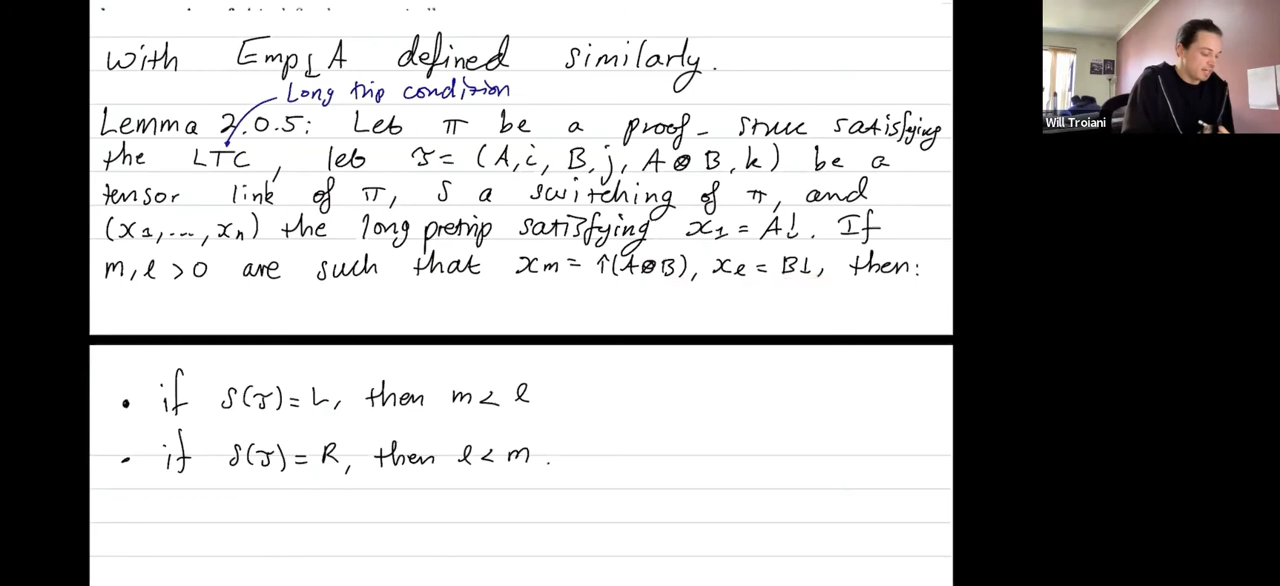 with Emp↓A defined similarly.
Long trip condition
Lemma 2.0.5: Let π be a proof-struc satisfying
the LTC, let τ = (A,i, B,j, A⊗B,k) be a
tensor link of π, S a switching of π, and
(x₁,...,xₙ) the long pretrip satisfying x₁ = A↓. If
m, l > 0 are such that xₘ = ↑(A⊗B), xₗ = B↓, then:
• if S(τ) = L, then m < l
• if S(τ) = R, then l < m.
Will Troiani